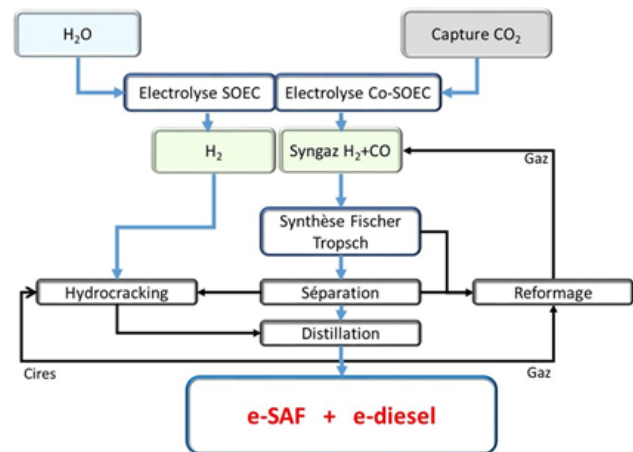 H₂O
Capture CO₂
Electrolyse SOEC
Electrolyse Co-SOEC
H₂
Syngaz H₂+CO
Gaz
Synthèse Fischer
Tropsch
Hydrocracking
Séparation
Reformage
Distillation
Cires
Gaz
e-SAF + e-diesel